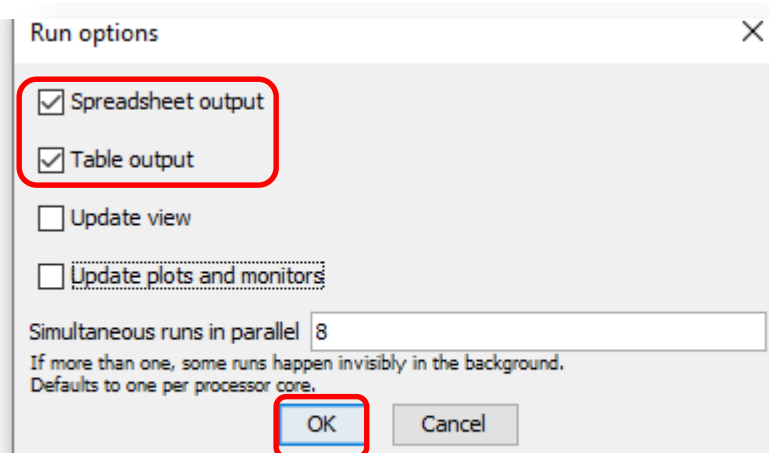 Run options
Spreadsheet output
Table output
Update view
Update plots and monitors
Simultaneous runs in parallel 8
If more than one, some runs happen invisibly in the background.
Defaults to one per processor core.
OK Cancel